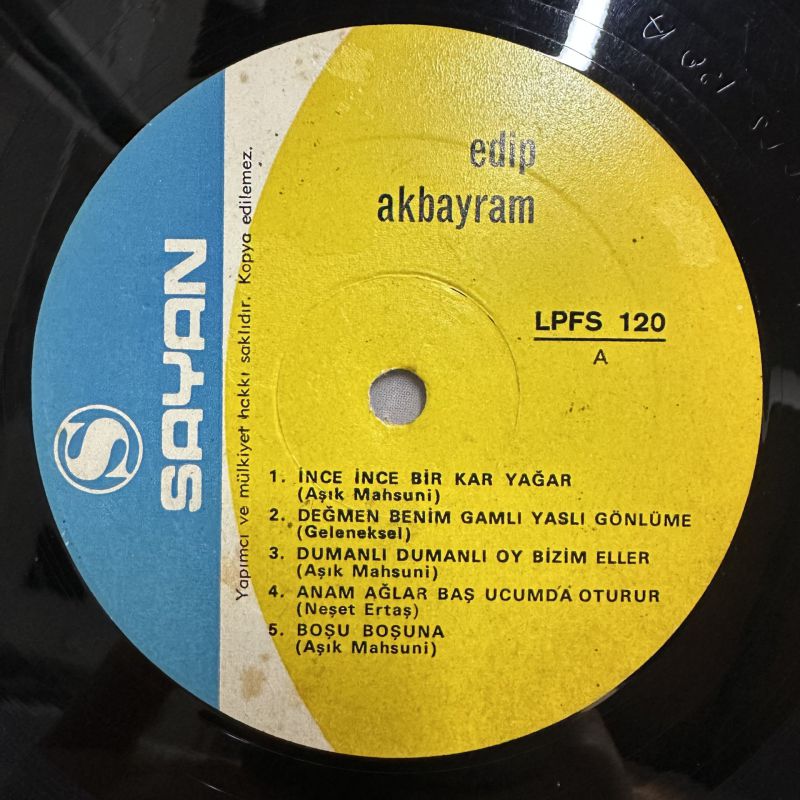 edip
akbayram
LPFS 120
A
SAYAN
Yapımcı ve mülkiyet hakkı saklıdır. Kopya edilemez.
1. İNCE İNCE BİR KAR YAĞAR
(Aşık Mahsuni)
2. DEĞMEN BENİM GAMLI YASLI GÖNLÜME
(Geleneksel)
3. DUMANLI DUMANLI OY BİZİM ELLER
(Aşık Mahsuni)
4. ANAM AĞLAR BAŞ UCUMDA OTURUR
(Neşet Ertaş)
5. BOŞU BOŞUNA
(Aşık Mahsuni)